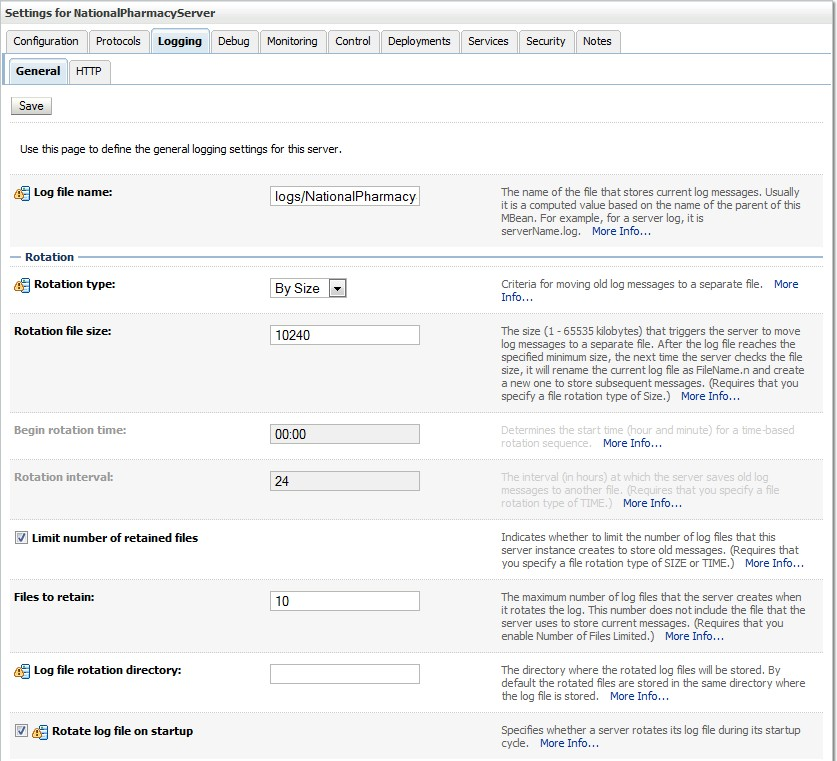 Settings for NationalPharmacyServer
Configuration Protocols Logging Debug Monitoring Control Deployments Services Security Notes
General HTTP
Save
Use this page to define the general logging settings for this server.
Log file name:
logs/NationalPharmacy
The name of the file that stores current log messages. Usually
it is a computed value based on the name of the parent of this
MBean. For example, for a server log, it is
serverName.log. More Info...
Rotation
Rotation type:
By Size
Criteria for moving old log messages to a separate file. More
Info...
Rotation file size:
10240
The size (1 - 65535 kilobytes) that triggers the server to move
log messages to a separate file. After the log file reaches the
specified minimum size, the next time the server checks the file
size, it will rename the current log file as FileName.n and create
a new one to store subsequent messages. (Requires that you
specify a file rotation type of Size.) More Info...
Begin rotation time:
00:00
Determines the start time (hour and minute) for a time-based
rotation sequence. More Info...
Rotation interval:
24
The interval (in hours) at which the server saves old log
messages to another file. (Requires that you specify a file
rotation type of TIME.) More Info...
Limit number of retained files
Indicates whether to limit the number of log files that this
server instance creates to store old messages. (Requires that
you specify a file rotation type of SIZE or TIME.) More Info...
Files to retain:
10
The maximum number of log files that the server creates when
it rotates the log. This number does not include the file that the
server uses to store current messages. (Requires that you
enable Number of Files Limited.) More Info...
Log file rotation directory:
The directory where the rotated log files will be stored. By
default the rotated files are stored in the same directory where
the log file is stored. More Info...
Rotate log file on startup
Specifies whether a server rotates its log file during its startup
cycle. More Info...